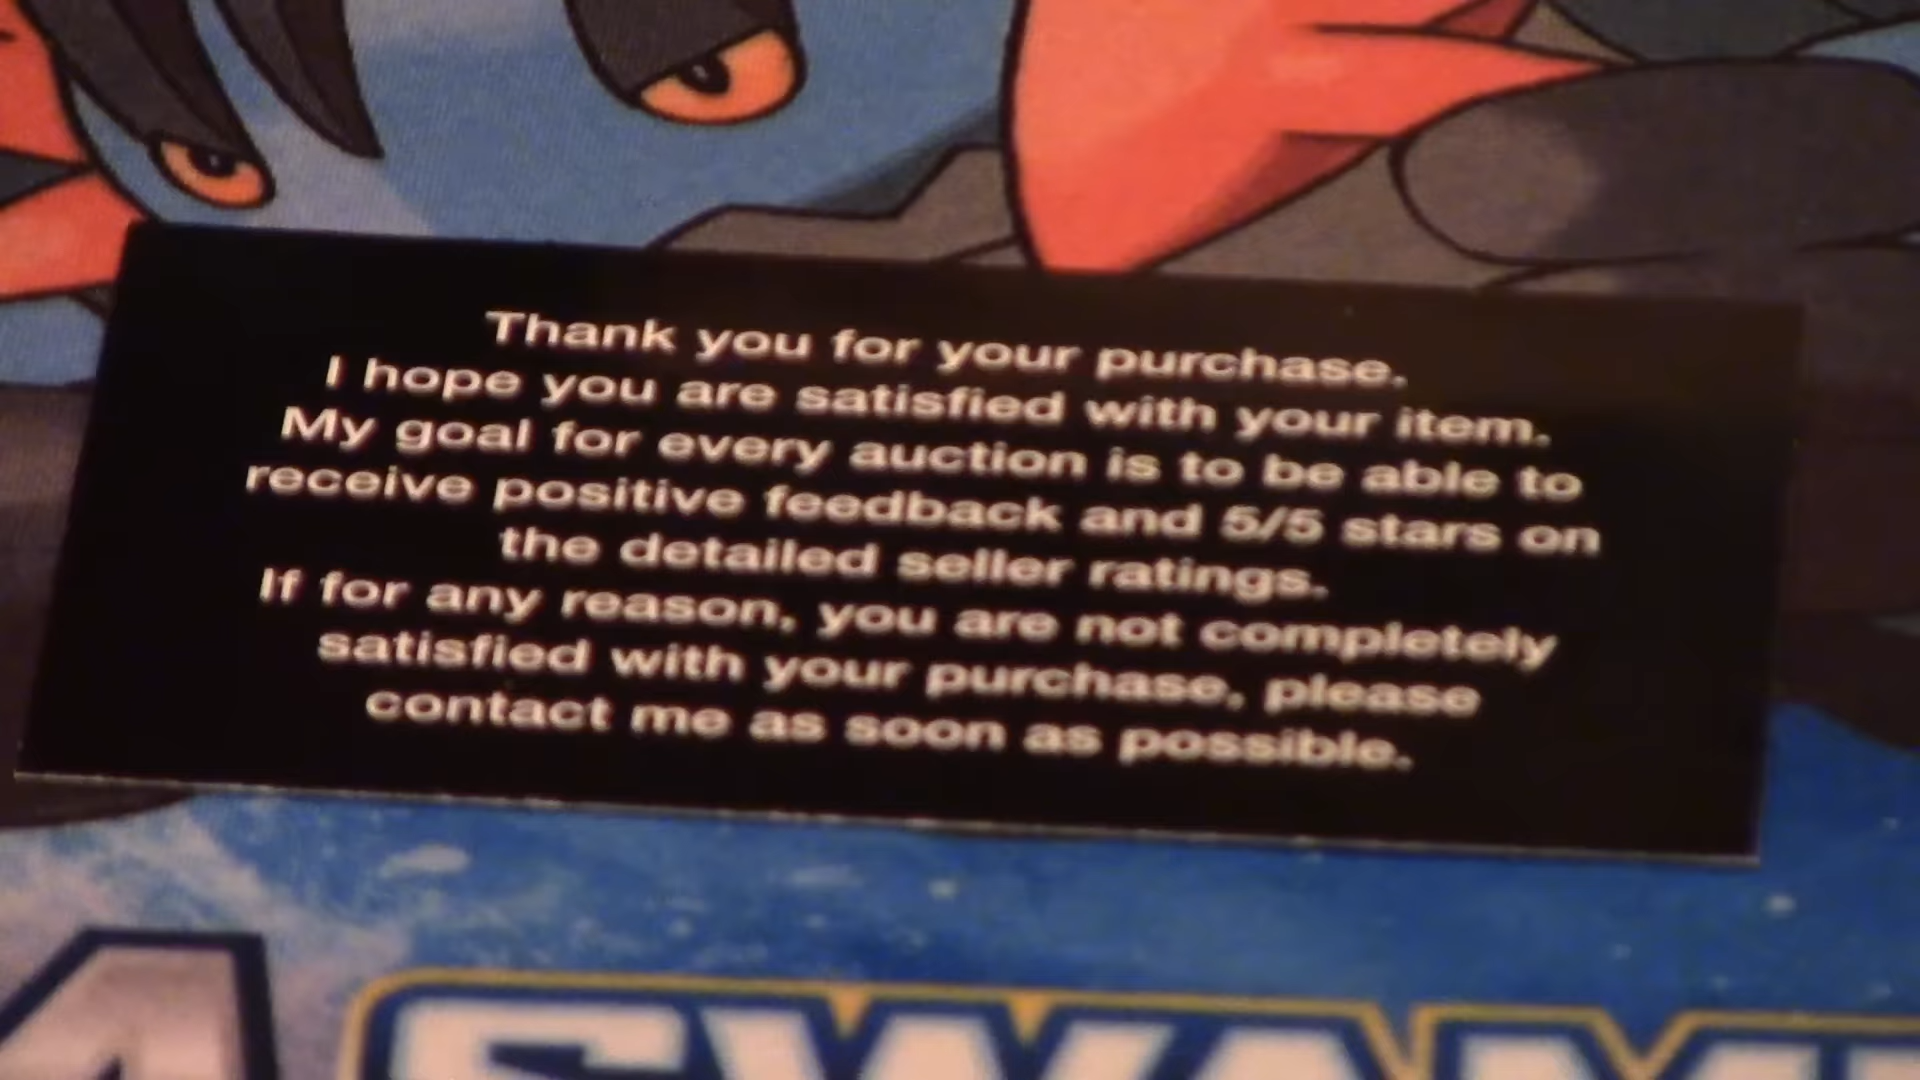 Thank you for your purchase.
I hope you are satisfied with your item.
My goal for every auction is to be able to
receive positive feedback and 5/5 stars on
the detailed seller ratings.
If for any reason, you are not completely
satisfied with your purchase, please
contact me as soon as possible.